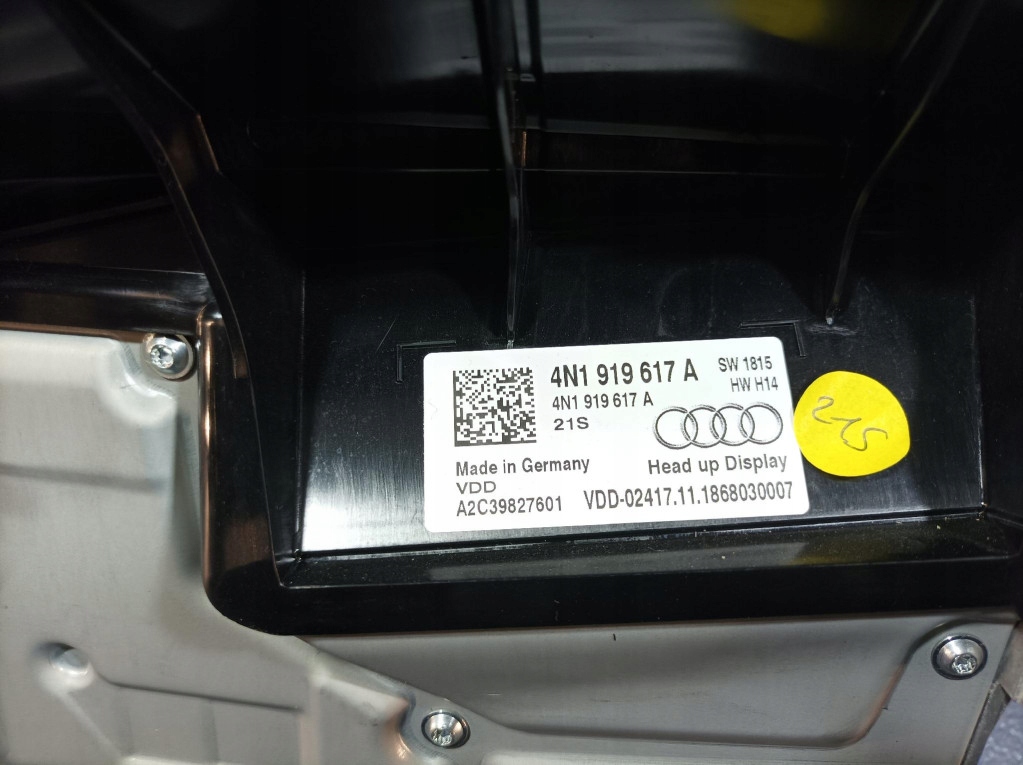 4N1 919 617 A
SW 1815
HW H14
4N1 919 617 A
21S
Made in Germany
Head up Display
VDD
A2C39827601
VDD-02417.11.1868030007